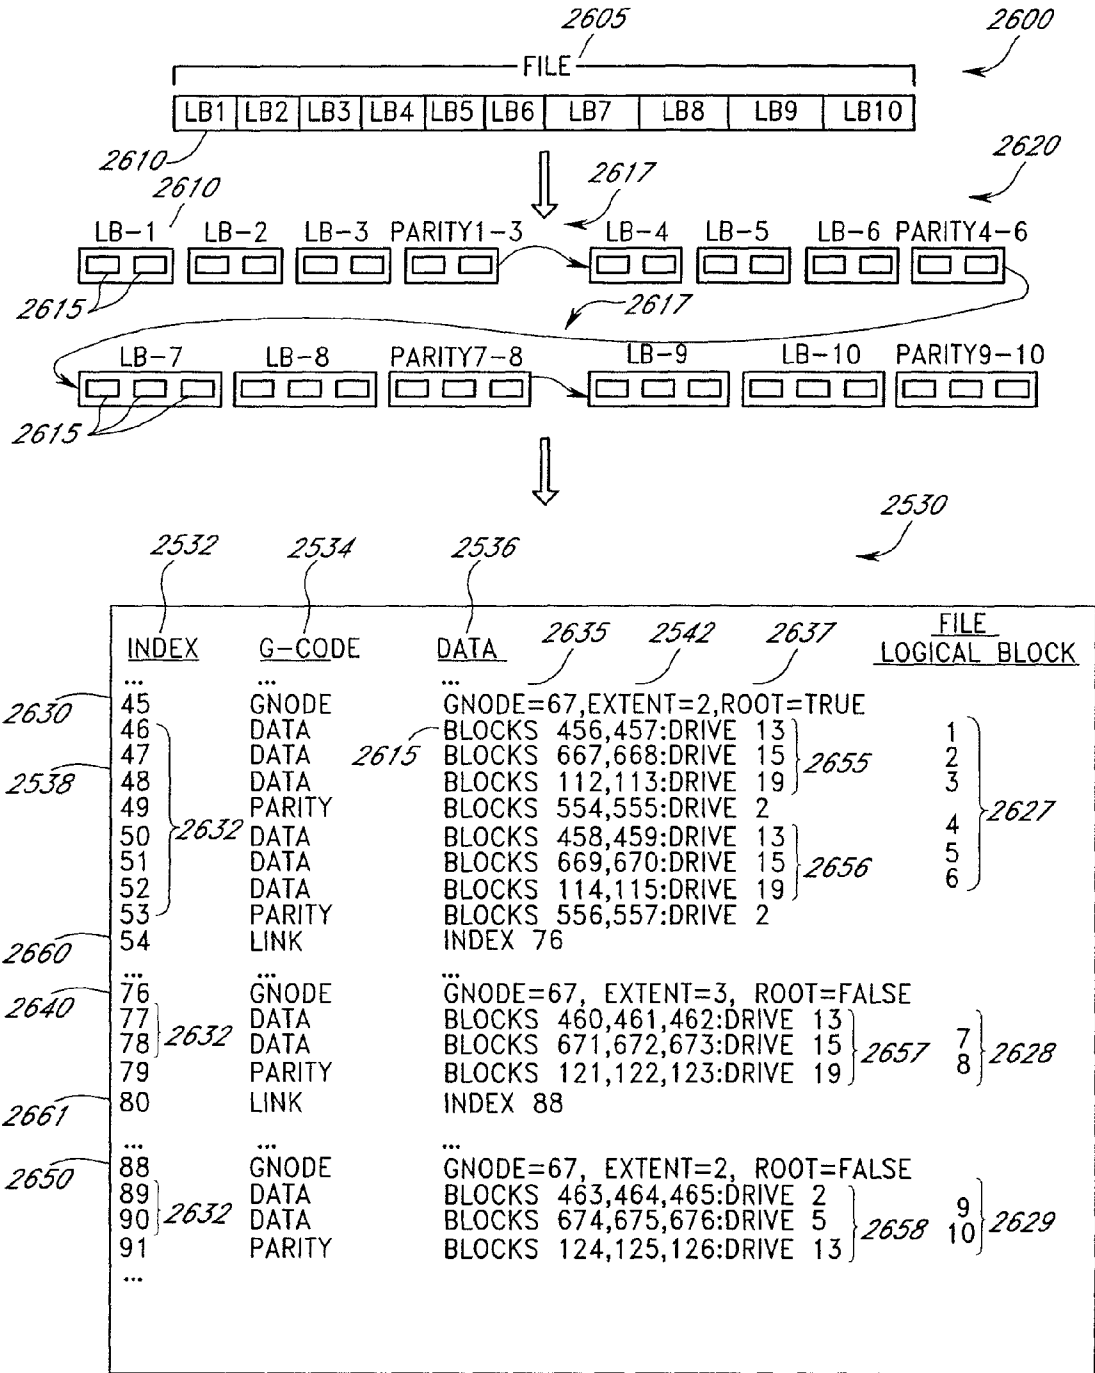 2605
2600
FILE
LB1 LB2 LB3 LB4 LB5 LB6 LB7 LB8 LB9 LB10
2610
2610
2617
2620
LB-1 LB-2 LB-3 PARITY1-3 LB-4 LB-5 LB-6 PARITY4-6
2615
2617
LB-7 LB-8 PARITY7-8 LB-9 LB-10 PARITY9-10
2615
2530
2532 2534 2536
2635 2542 2637
INDEX G-CODE DATA FILE LOGICAL BLOCK
... ... ...
2630 45 GNODE GNODE=67,EXTENT=2,ROOT=TRUE
46 DATA 2615 BLOCKS 456,457:DRIVE 13 1
47 DATA BLOCKS 667,668:DRIVE 15 2655 2
2538 48 DATA BLOCKS 112,113:DRIVE 19 3
49 PARITY BLOCKS 554,555:DRIVE 2 2627
2632 50 DATA BLOCKS 458,459:DRIVE 13 4
51 DATA BLOCKS 669,670:DRIVE 15 2656 5
52 DATA BLOCKS 114,115:DRIVE 19 6
53 PARITY BLOCKS 556,557:DRIVE 2
2660 54 LINK INDEX 76
... ... ...
2640 76 GNODE GNODE=67, EXTENT=3, ROOT=FALSE
77 2632 DATA BLOCKS 460,461,462:DRIVE 13
78 DATA BLOCKS 671,672,673:DRIVE 15 2657 7 2628
79 PARITY BLOCKS 121,122,123:DRIVE 19 8
2661 80 LINK INDEX 88
... ... ...
2650 88 GNODE GNODE=67, EXTENT=2, ROOT=FALSE
89 2632 DATA BLOCKS 463,464,465:DRIVE 2 9
90 DATA BLOCKS 674,675,676:DRIVE 5 2658 10 2629
91 PARITY BLOCKS 124,125,126:DRIVE 13
...